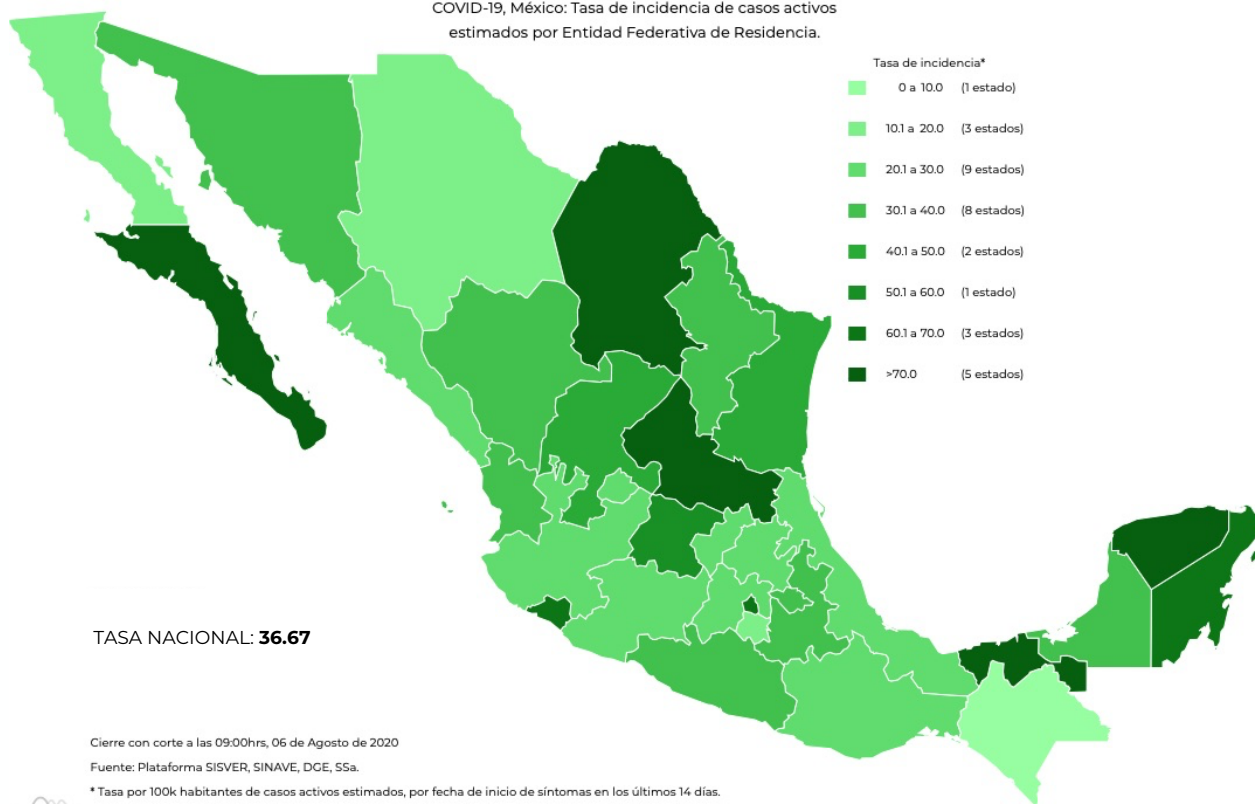 COVID-19, México: Tasa de incidencia de casos activos
estimados por Entidad Federativa de Residencia.
Tasa de incidencia*
0 a 10.0 (1 estado)
10.1 a 20.0 (3 estados)
20.1 a 30.0 (9 estados)
30.1 a 40.0 (8 estados)
40.1 a 50.0 (2 estados)
50.1 a 60.0 (1 estado)
60.1 a 70.0 (3 estados)
>70.0 (5 estados)
TASA NACIONAL: 36.67
Cierre con corte a las 09:00hrs, 06 de Agosto de 2020
Fuente: Plataforma SISVER, SINAVE, DGE, SSa.
* Tasa por 100k habitantes de casos activos estimados, por fecha de inicio de síntomas en los últimos 14 días.